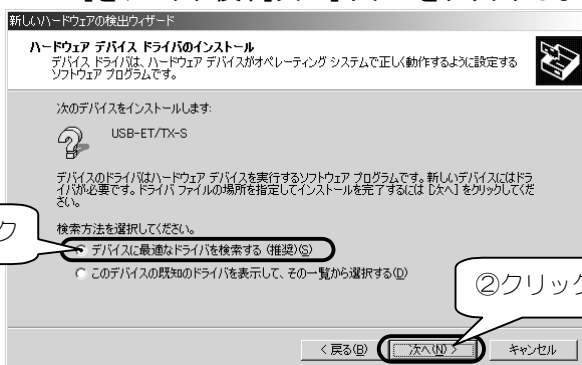 新しいハードウェアの検出ウィザード
ハードウェア デバイス ドライバのインストール
デバイス ドライバは、ハードウェア デバイスがオペレーティング システムで正しく動作するように設定する
ソフトウェア プログラムです。
次のデバイスをインストールします:
USB-ET/TX-S
デバイスのドライバはハードウェア デバイスを実行するソフトウェア プログラムです。新しいデバイスにはドラ
イバが必要です。ドライバ ファイルの場所を指定してインストールを完了するには [次へ] をクリックしてくだ
さい。
検索方法を選択してください。
ク
デバイスに最適なドライバを検索する (推奨)(S)
このデバイスの既知のドライバを表示して、その一覧から選択する(D)
②クリック
< 戻る(B)
次へ(N) >
キャンセル